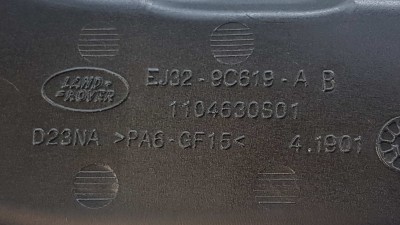 LAND-
ROVER
EJ32-9C619-A B
1104630S01
D23NA >PA6-GF15< 4.1901